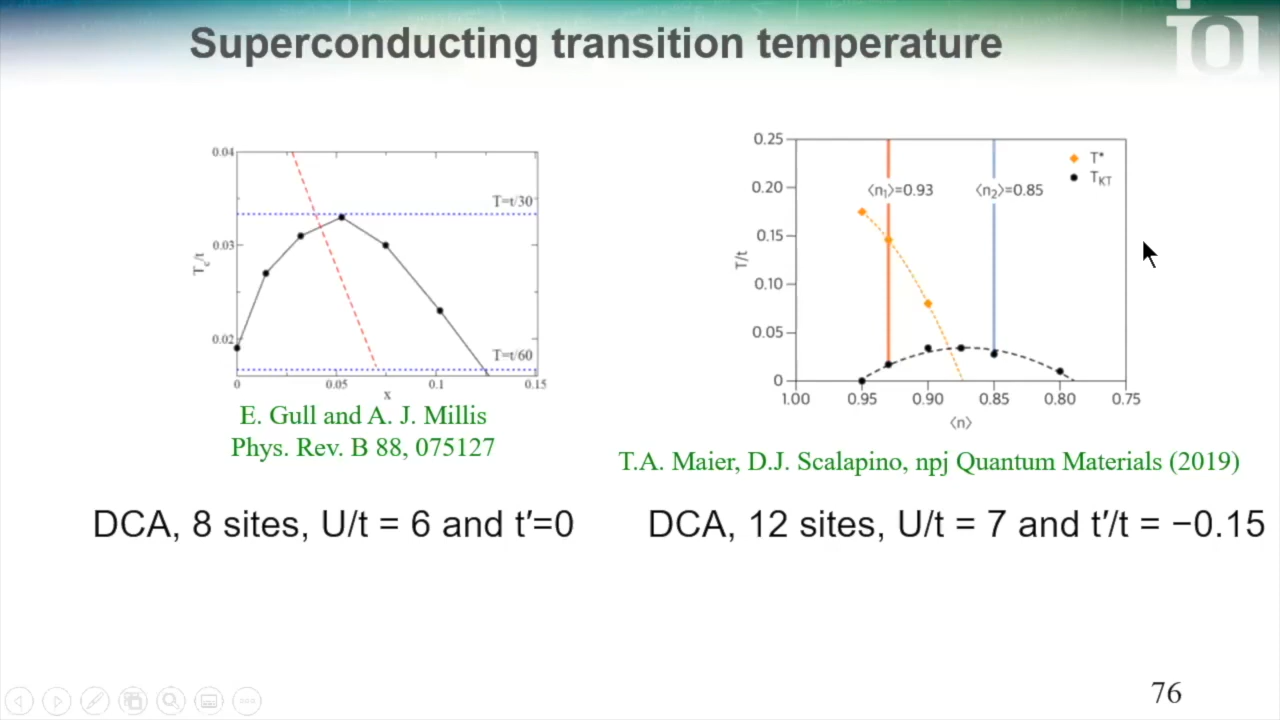 Superconducting transition temperature
0.04
0.03
0.02
T_c/t
T=t/30
T=t/60
0
0.05
0.1
0.15
x
E. Gull and A. J. Millis
Phys. Rev. B 88, 075127
DCA, 8 sites, U/t = 6 and t′=0
0.25
0.20
0.15
0.10
0.05
0
T/t
⟨n₁⟩=0.93
⟨n₂⟩=0.85
T*
T_KT
1.00
0.95
0.90
0.85
0.80
0.75
⟨n⟩
T.A. Maier, D.J. Scalapino, npj Quantum Materials (2019)
DCA, 12 sites, U/t = 7 and t′/t = −0.15
76